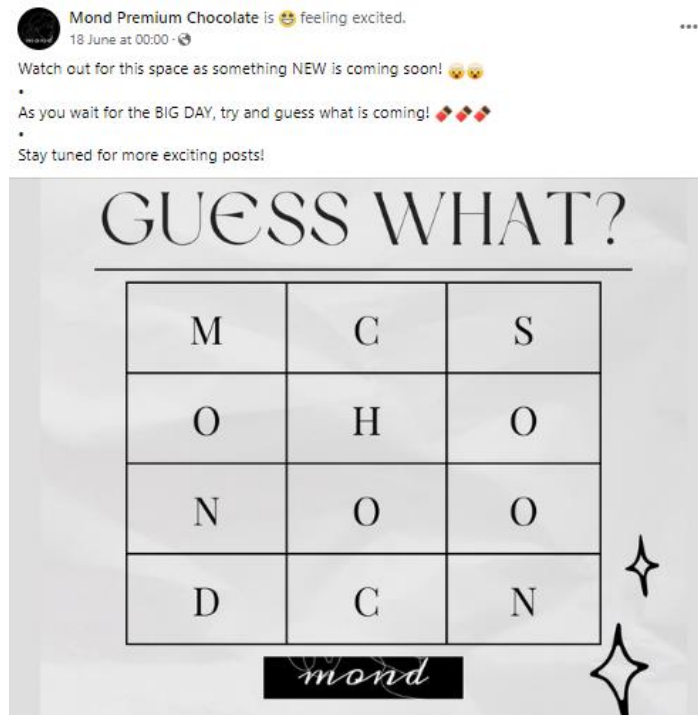 Mond Premium Chocolate is 😆 feeling excited.
18 June at 00:00 ·
Watch out for this space as something NEW is coming soon! 🤯🤯
•
As you wait for the BIG DAY, try and guess what is coming! 🍫🍫🍫
•
Stay tuned for more exciting posts!
GUESS WHAT?
M C S
O H O
N O O
D C N
mond